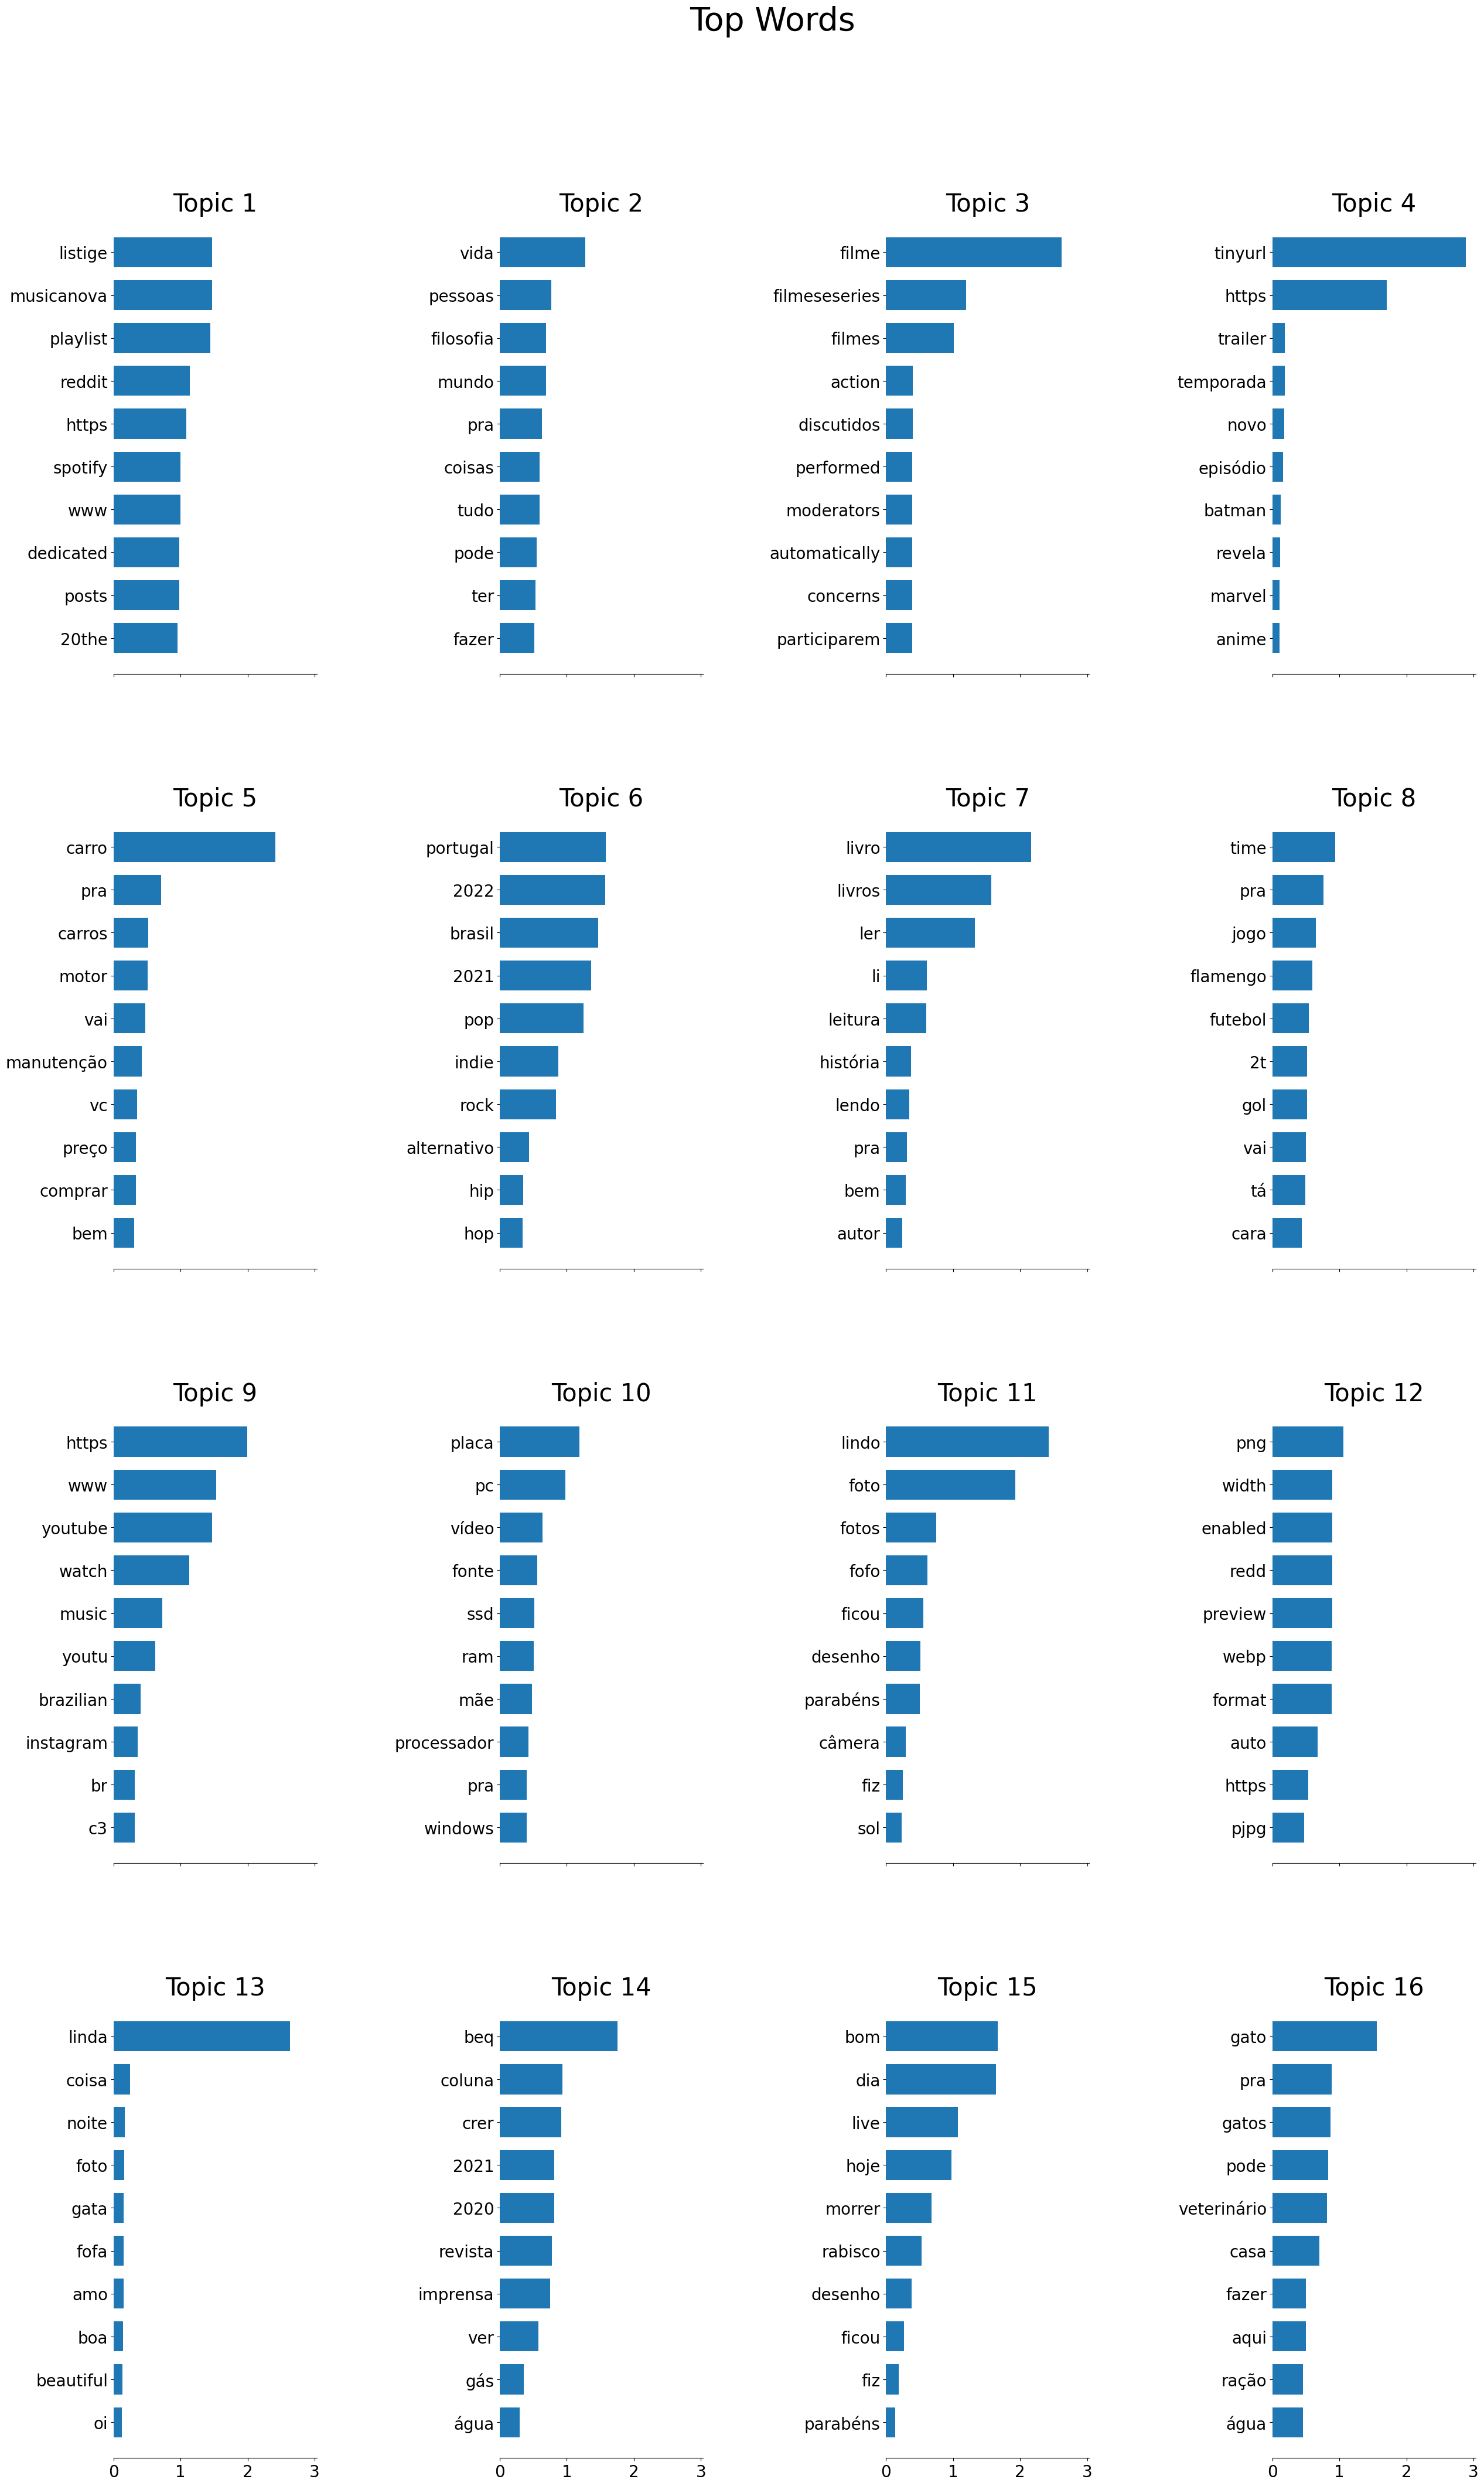 Top Words
Topic 1
listige
musicanova
playlist
reddit
https
spotify
www
dedicated
posts
20the
Topic 2
vida
pessoas
filosofia
mundo
pra
coisas
tudo
pode
ter
fazer
Topic 3
filme
filmeseseries
filmes
action
discutidos
performed
moderators
automatically
concerns
participarem
Topic 4
tinyurl
https
trailer
temporada
novo
episódio
batman
revela
marvel
anime
Topic 5
carro
pra
carros
motor
vai
manutenção
vc
preço
comprar
bem
Topic 6
portugal
2022
brasil
2021
pop
indie
rock
alternativo
hip
hop
Topic 7
livro
livros
ler
li
leitura
história
lendo
pra
bem
autor
Topic 8
time
pra
jogo
flamengo
futebol
2t
gol
vai
tá
cara
Topic 9
https
www
youtube
watch
music
youtu
brazilian
instagram
br
c3
Topic 10
placa
pc
vídeo
fonte
ssd
ram
mãe
processador
pra
windows
Topic 11
lindo
foto
fotos
fofo
ficou
desenho
parabéns
câmera
fiz
sol
Topic 12
png
width
enabled
redd
preview
webp
format
auto
https
pjpg
Topic 13
linda
coisa
noite
foto
gata
fofa
amo
boa
beautiful
oi
0 1 2 3
Topic 14
beq
coluna
crer
2021
2020
revista
imprensa
ver
gás
água
0 1 2 3
Topic 15
bom
dia
live
hoje
morrer
rabisco
desenho
ficou
fiz
parabéns
0 1 2 3
Topic 16
gato
pra
gatos
pode
veterinário
casa
fazer
aqui
ração
água
0 1 2 3